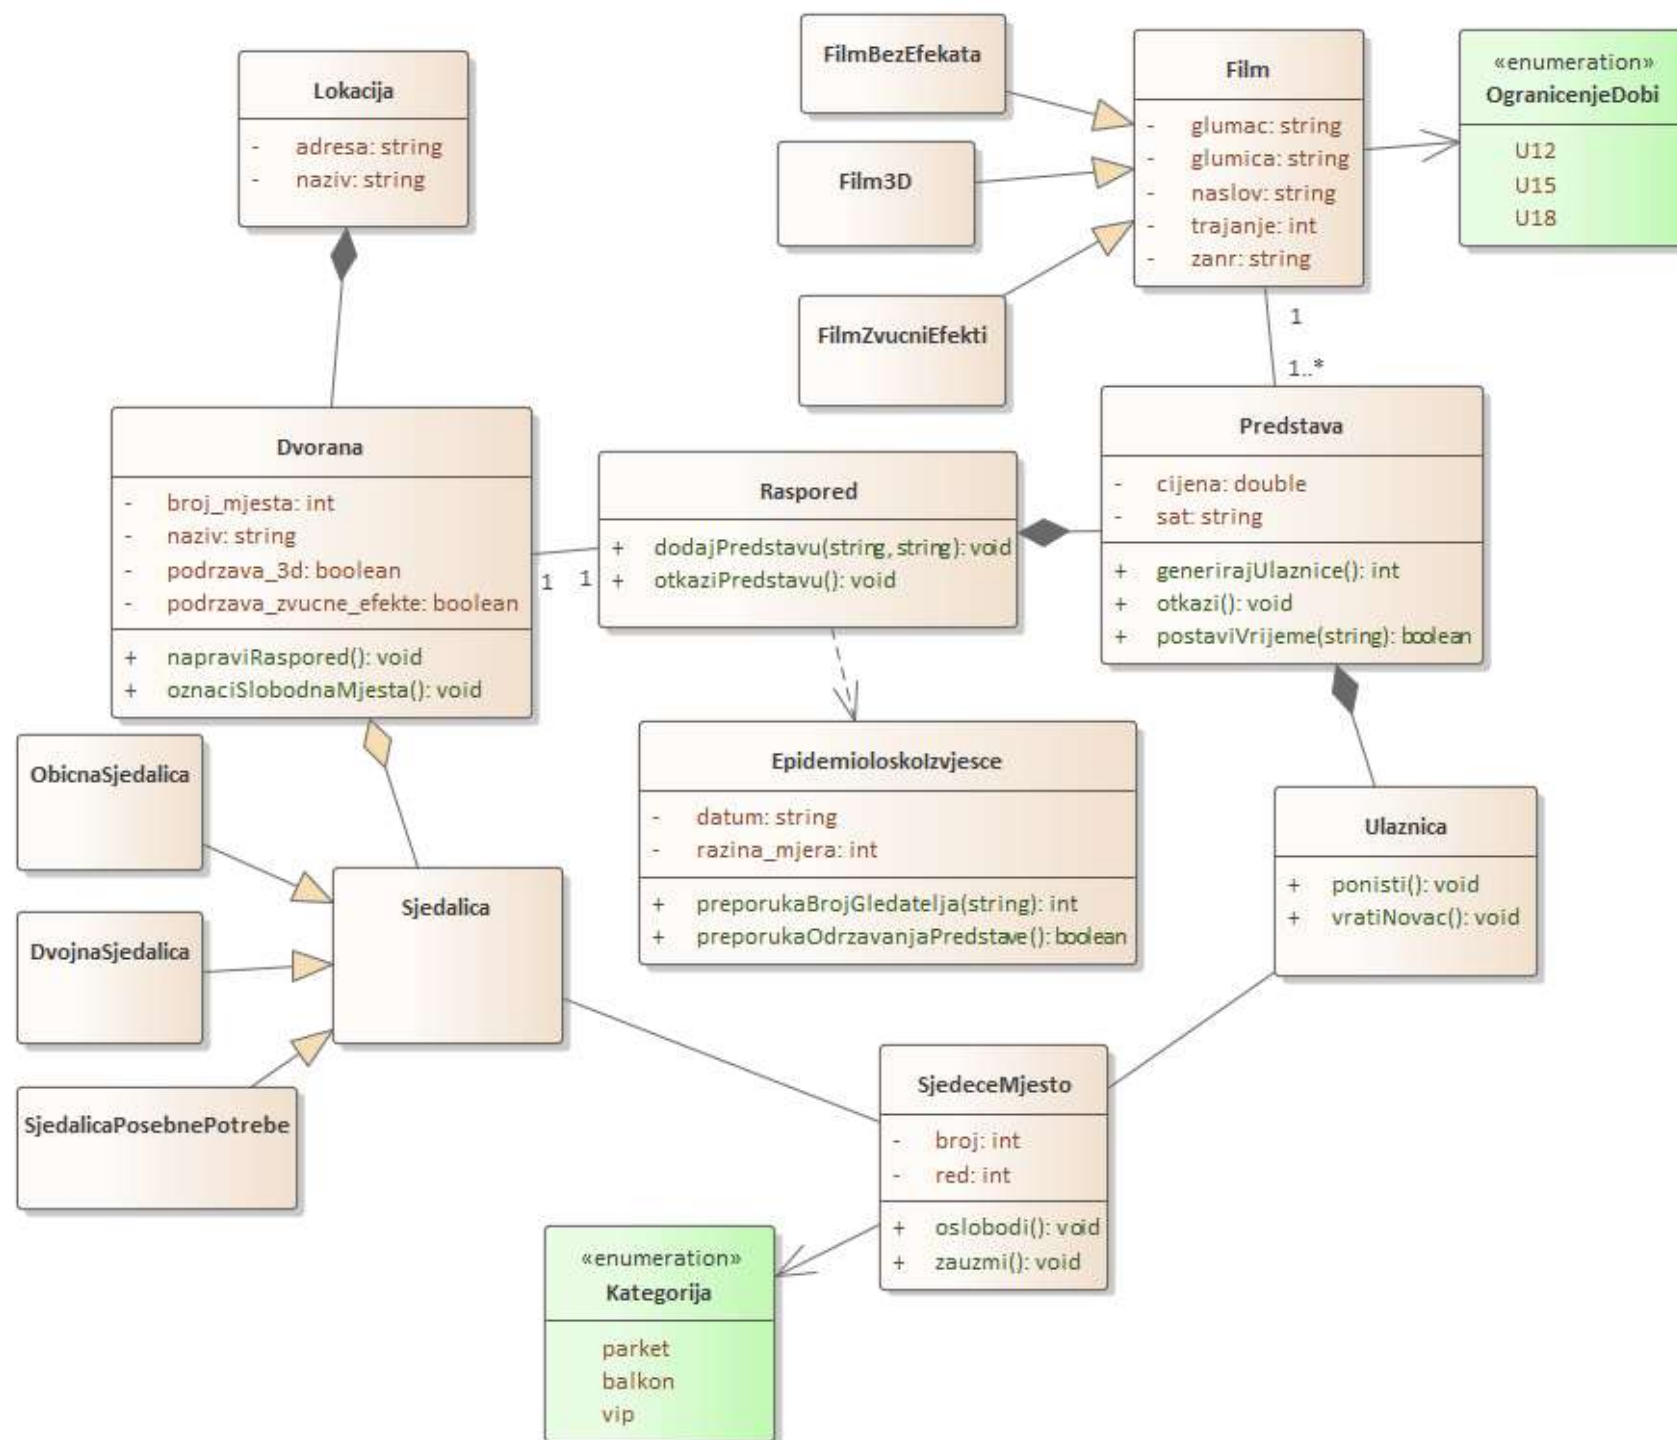 Lokacija
- adresa: string
- naziv: string
FilmBezEfekata
Film3D
FilmZvucniEfekti
Film
- glumac: string
- glumica: string
- naslov: string
- trajanje: int
- zanr: string
«enumeration»
OgranicenjeDobi
U12
U15
U18
1
1..*
Dvorana
- broj_mjesta: int
- naziv: string
- podrzava_3d: boolean
- podrzava_zvucne_efekte: boolean
+ napraviRaspored(): void
+ oznaciSlobodnaMjesta(): void
1
1
Raspored
+ dodajPredstavu(string, string): void
+ otkaziPredstavu(): void
Predstava
- cijena: double
- sat: string
+ generirajUlaznice(): int
+ otkazi(): void
+ postaviVrijeme(string): boolean
EpidemioloskoIzvjesce
- datum: string
- razina_mjera: int
+ preporukaBrojGledatelja(string): int
+ preporukaOdrzavanjaPredstave(): boolean
Ulaznica
+ ponisti(): void
+ vratiNovac(): void
ObicnaSjedalica
DvojnaSjedalica
SjedalicaPosebnePotrebe
Sjedalica
SjedeceMjesto
- broj: int
- red: int
+ oslobodi(): void
+ zauzmi(): void
«enumeration»
Kategorija
parket
balkon
vip